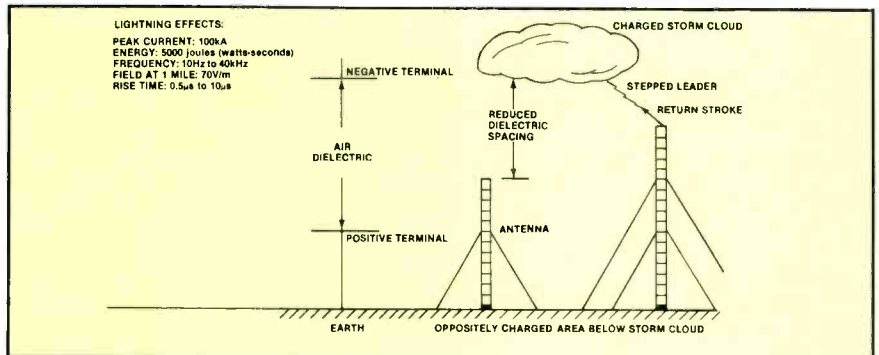 LIGHTNING EFFECTS:
PEAK CURRENT: 100kA
ENERGY: 5000 joules (watts-seconds)
FREQUENCY: 10Hz to 40kHz
FIELD AT 1 MILE: 70V/m
RISE TIME: 0.5μs to 10μs
CHARGED STORM CLOUD
NEGATIVE TERMINAL
STEPPED LEADER
RETURN STROKE
REDUCED
DIELECTRIC
SPACING
AIR
DIELECTRIC
POSITIVE TERMINAL
ANTENNA
EARTH
OPPOSITELY CHARGED AREA BELOW STORM CLOUD